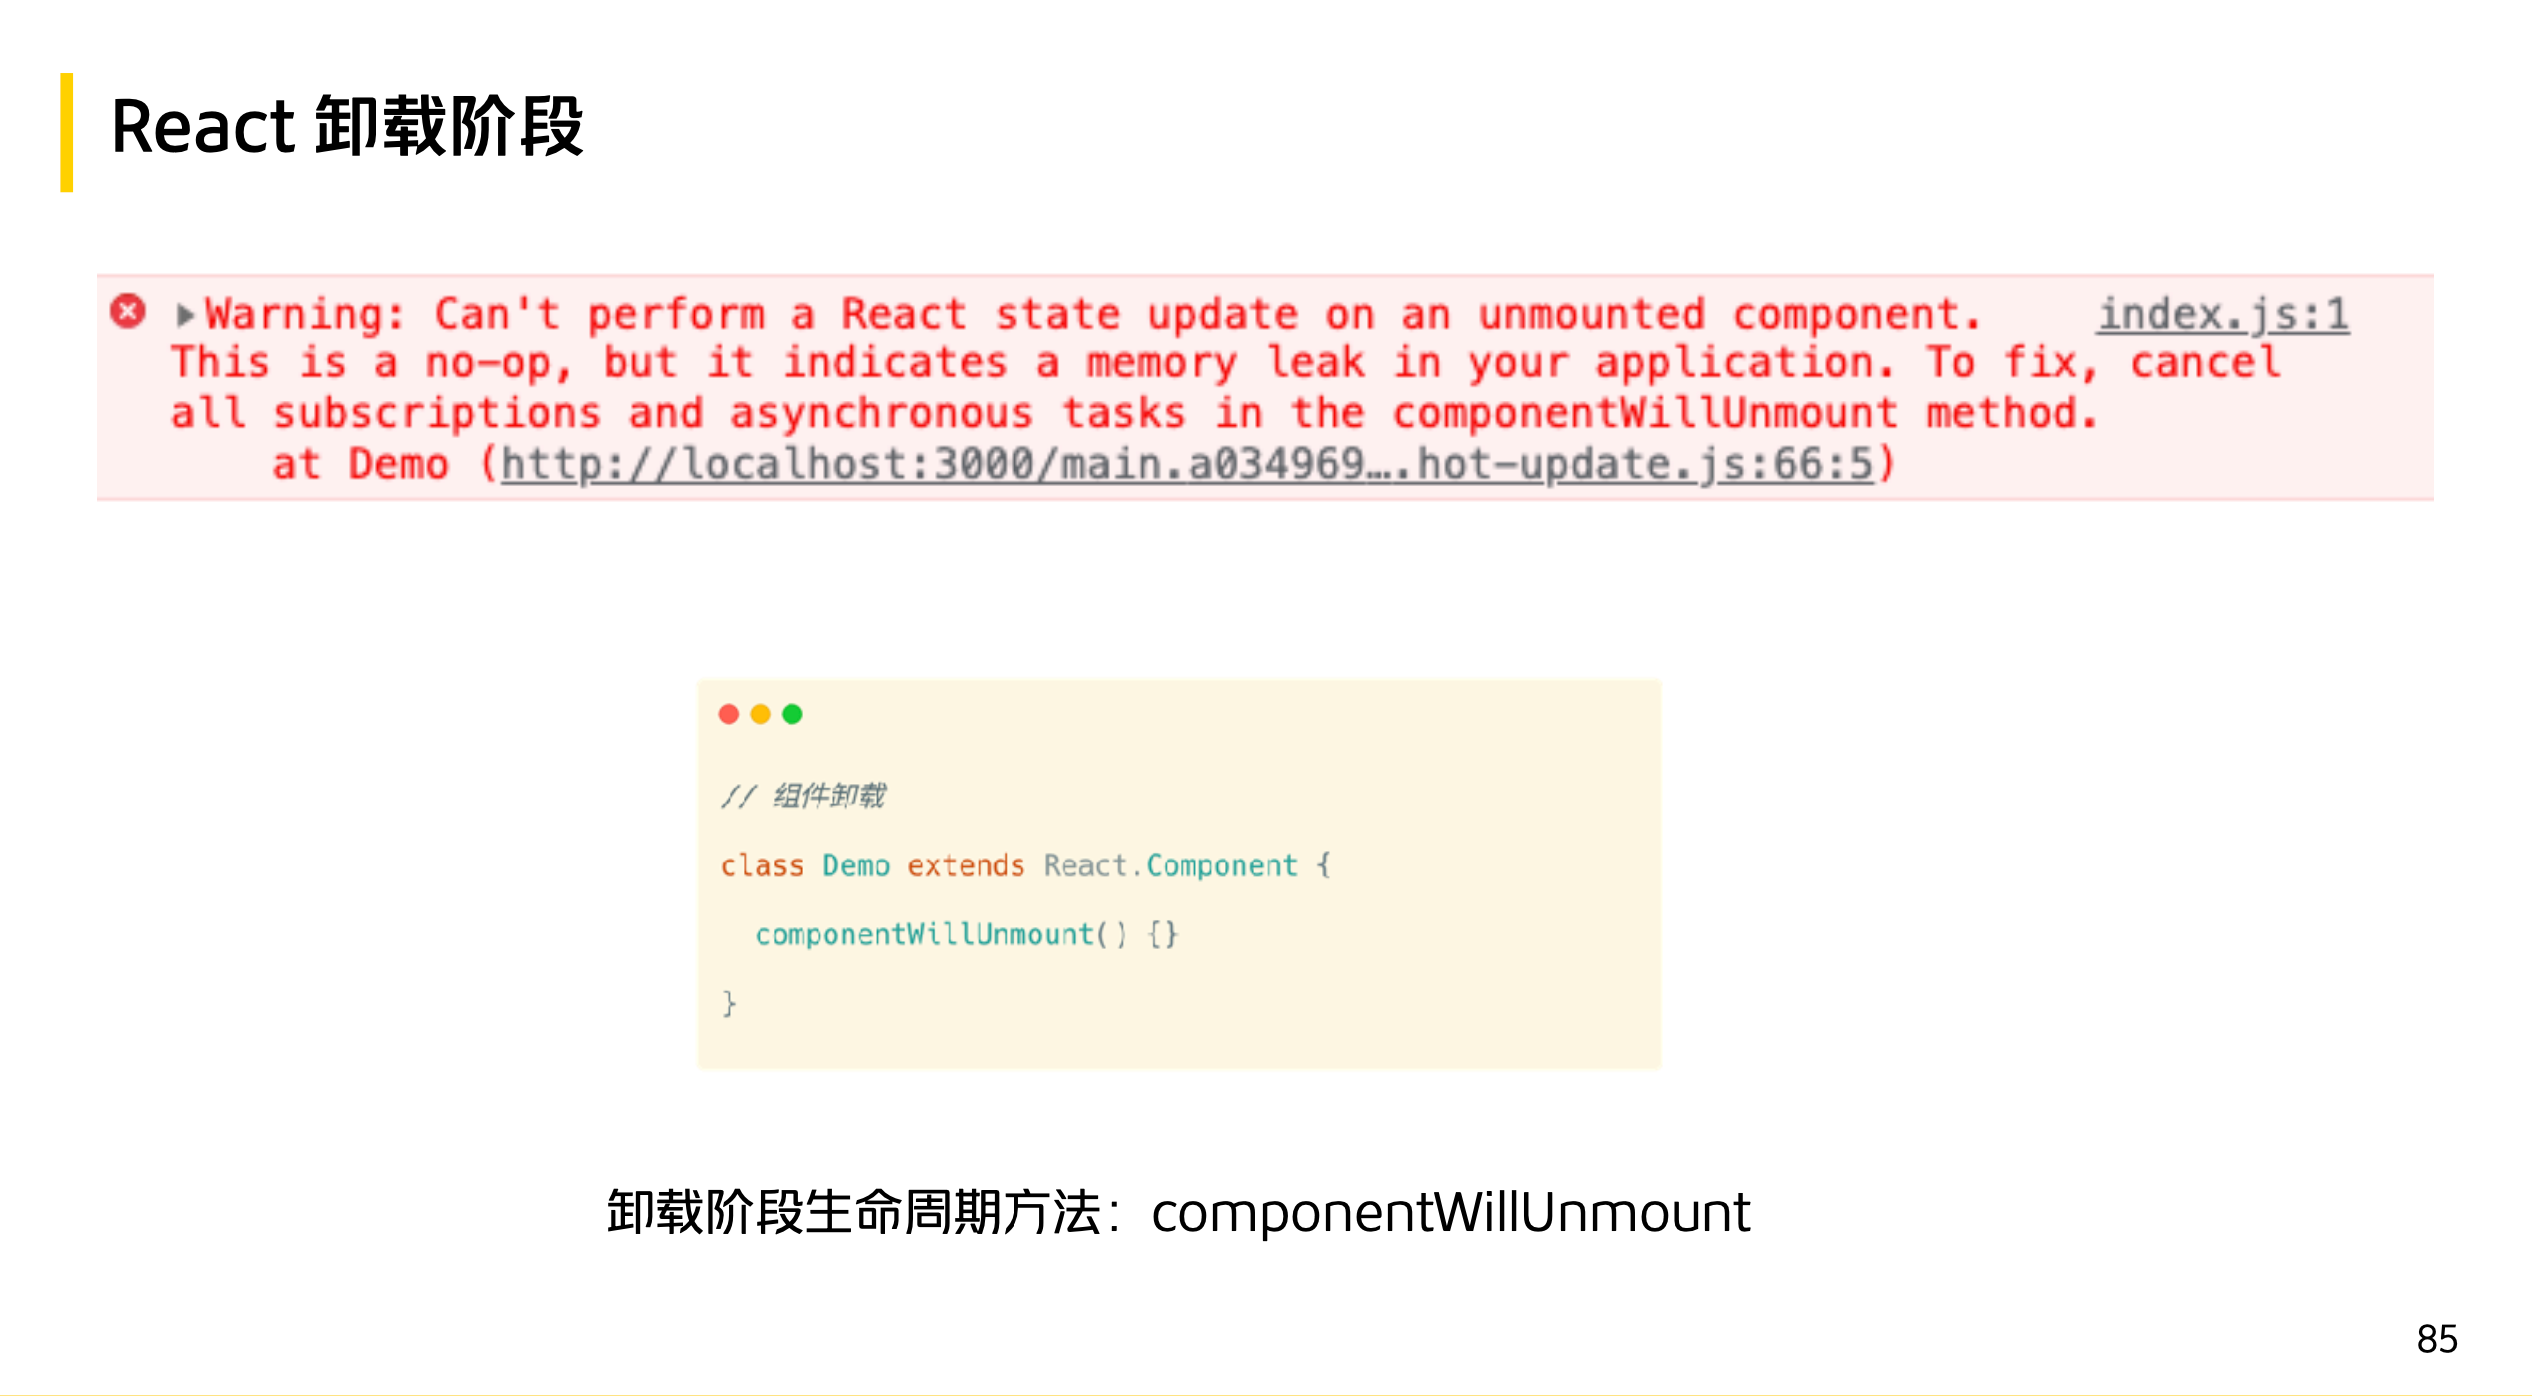 React 卸载阶段
Warning: Can't perform a React state update on an unmounted component. index.js:1
This is a no-op, but it indicates a memory leak in your application. To fix, cancel
all subscriptions and asynchronous tasks in the componentWillUnmount method.
at Demo (http://localhost:3000/main.a034969….hot-update.js:66:5)
// 组件卸载
class Demo extends React.Component {
componentWillUnmount() {}
}
卸载阶段生命周期方法：componentWillUnmount
85